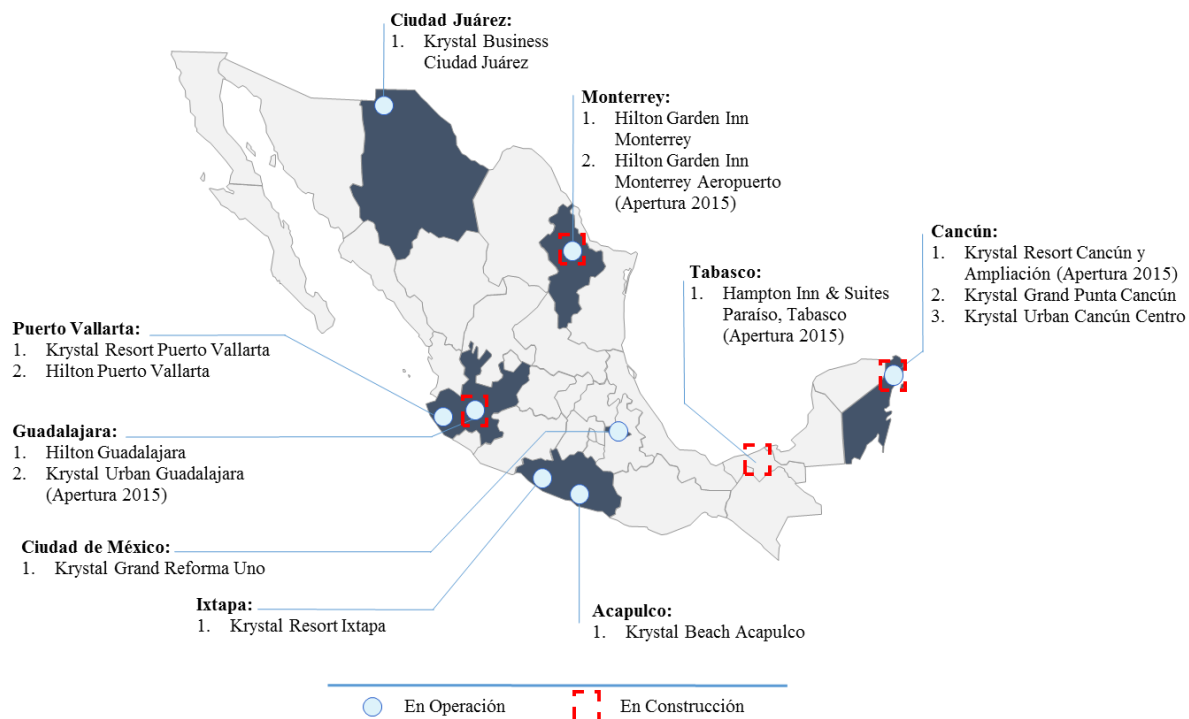 Ciudad Juárez:
1. Krystal Business
Ciudad Juárez
Monterrey:
1. Hilton Garden Inn
Monterrey
2. Hilton Garden Inn
Monterrey Aeropuerto
(Apertura 2015)
Cancún:
1. Krystal Resort Cancún y
Ampliación (Apertura 2015)
2. Krystal Grand Punta Cancún
3. Krystal Urban Cancún Centro
Tabasco:
1. Hampton Inn & Suites
Paraíso, Tabasco
(Apertura 2015)
Puerto Vallarta:
1. Krystal Resort Puerto Vallarta
2. Hilton Puerto Vallarta
Guadalajara:
1. Hilton Guadalajara
2. Krystal Urban Guadalajara
(Apertura 2015)
Ciudad de México:
1. Krystal Grand Reforma Uno
Ixtapa:
1. Krystal Resort Ixtapa
Acapulco:
1. Krystal Beach Acapulco
En Operación
En Construcción